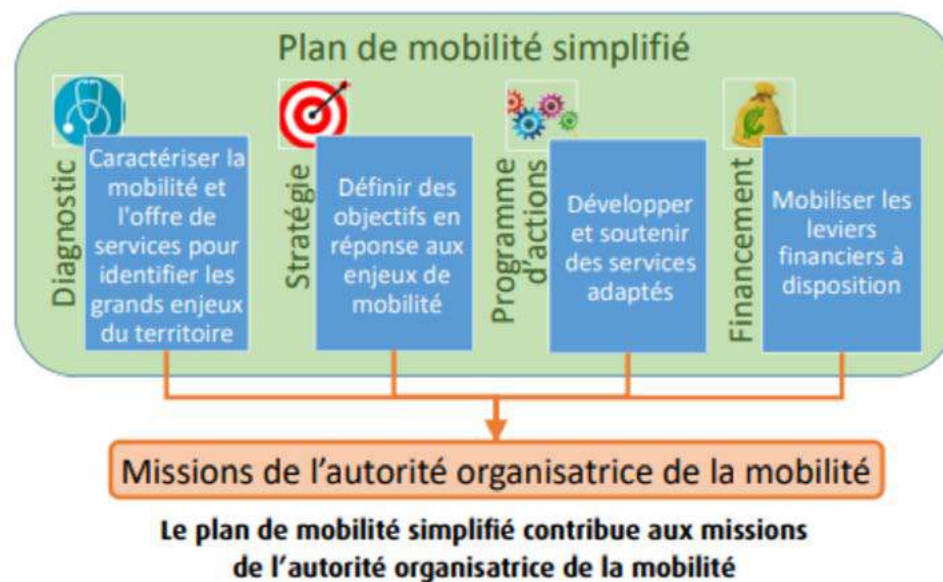 Plan de mobilité simplifié
Diagnostic
Caractériser la
mobilité et
l'offre de
services pour
identifier les
grands enjeux
du territoire
Stratégie
Définir des
objectifs en
réponse aux
enjeux de
mobilité
Programme
d'actions
Développer
et soutenir
des services
adaptés
Financement
Mobiliser les
leviers
financiers à
disposition
Missions de l'autorité organisatrice de la mobilité
Le plan de mobilité simplifié contribue aux missions
de l'autorité organisatrice de la mobilité